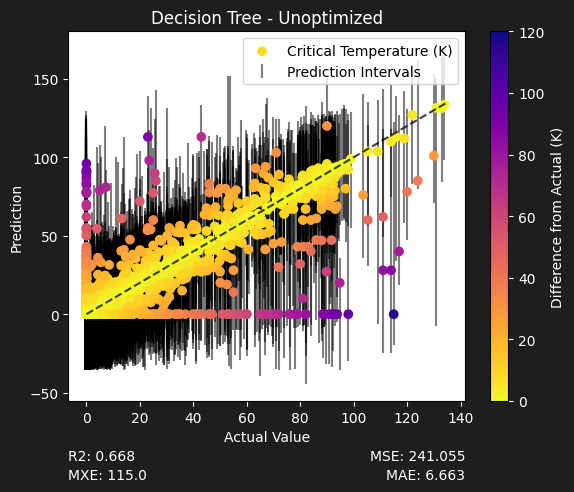 Decision Tree - Unoptimized
Critical Temperature (K)
Prediction Intervals
150
100
50
0
−50
Prediction
0
20
40
60
80
100
120
140
Actual Value
120
100
80
60
40
20
0
Difference from Actual (K)
R2: 0.668
MSE: 241.055
MXE: 115.0
MAE: 6.663